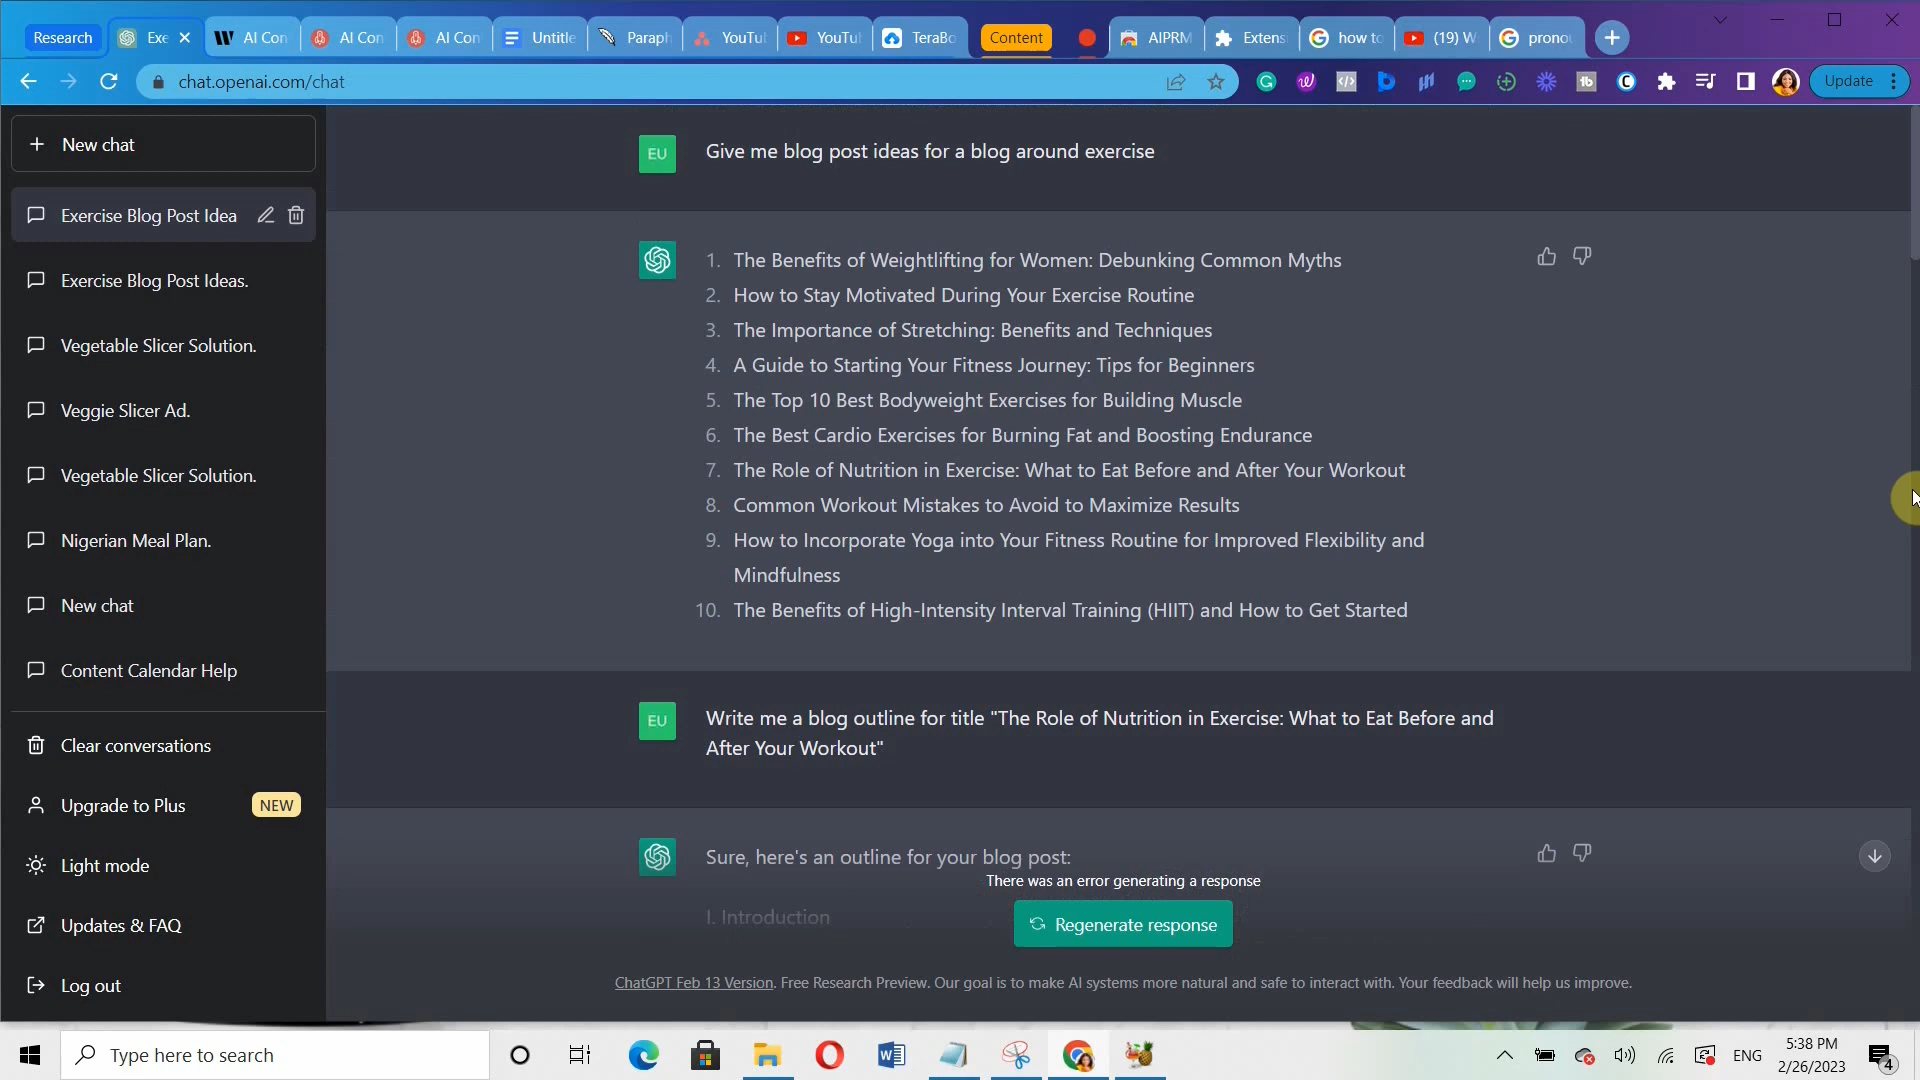 Research
Exe
AI Con
AI Con
AI Con
Untitle
Paraph
YouTu
YouTu
TeraBo
Content
AIPRM
Extens
how to
(19) W
prono
chat.openai.com/chat
Update
New chat
Exercise Blog Post Idea
Exercise Blog Post Ideas.
Vegetable Slicer Solution.
Veggie Slicer Ad.
Vegetable Slicer Solution.
Nigerian Meal Plan.
New chat
Content Calendar Help
Clear conversations
Upgrade to Plus NEW
Light mode
Updates & FAQ
Log out
EU Give me blog post ideas for a blog around exercise
1. The Benefits of Weightlifting for Women: Debunking Common Myths
2. How to Stay Motivated During Your Exercise Routine
3. The Importance of Stretching: Benefits and Techniques
4. A Guide to Starting Your Fitness Journey: Tips for Beginners
5. The Top 10 Best Bodyweight Exercises for Building Muscle
6. The Best Cardio Exercises for Burning Fat and Boosting Endurance
7. The Role of Nutrition in Exercise: What to Eat Before and After Your Workout
8. Common Workout Mistakes to Avoid to Maximize Results
9. How to Incorporate Yoga into Your Fitness Routine for Improved Flexibility and
Mindfulness
10. The Benefits of High-Intensity Interval Training (HIIT) and How to Get Started
EU Write me a blog outline for title "The Role of Nutrition in Exercise: What to Eat Before and
After Your Workout"
Sure, here's an outline for your blog post:
There was an error generating a response
I. Introduction
Regenerate response
ChatGPT Feb 13 Version. Free Research Preview. Our goal is to make AI systems more natural and safe to interact with. Your feedback will help us improve.
Type here to search
ENG
5:38 PM
2/26/2023
4